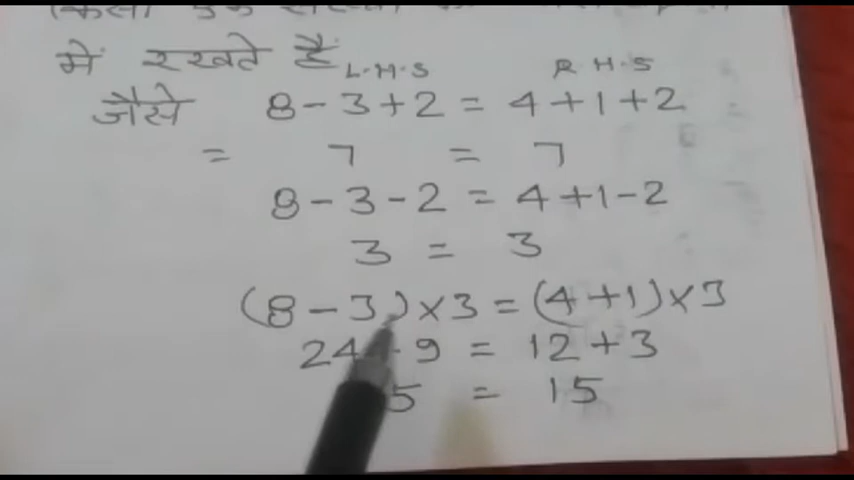 में रखते हैं
L.H.S R.H.S
जैसे 8-3+2 = 4+1+2
= 7 = 7
8-3-2 = 4+1-2
3 = 3
(8-3)×3 = (4+1)×3
24-9 = 12+3
5 = 15